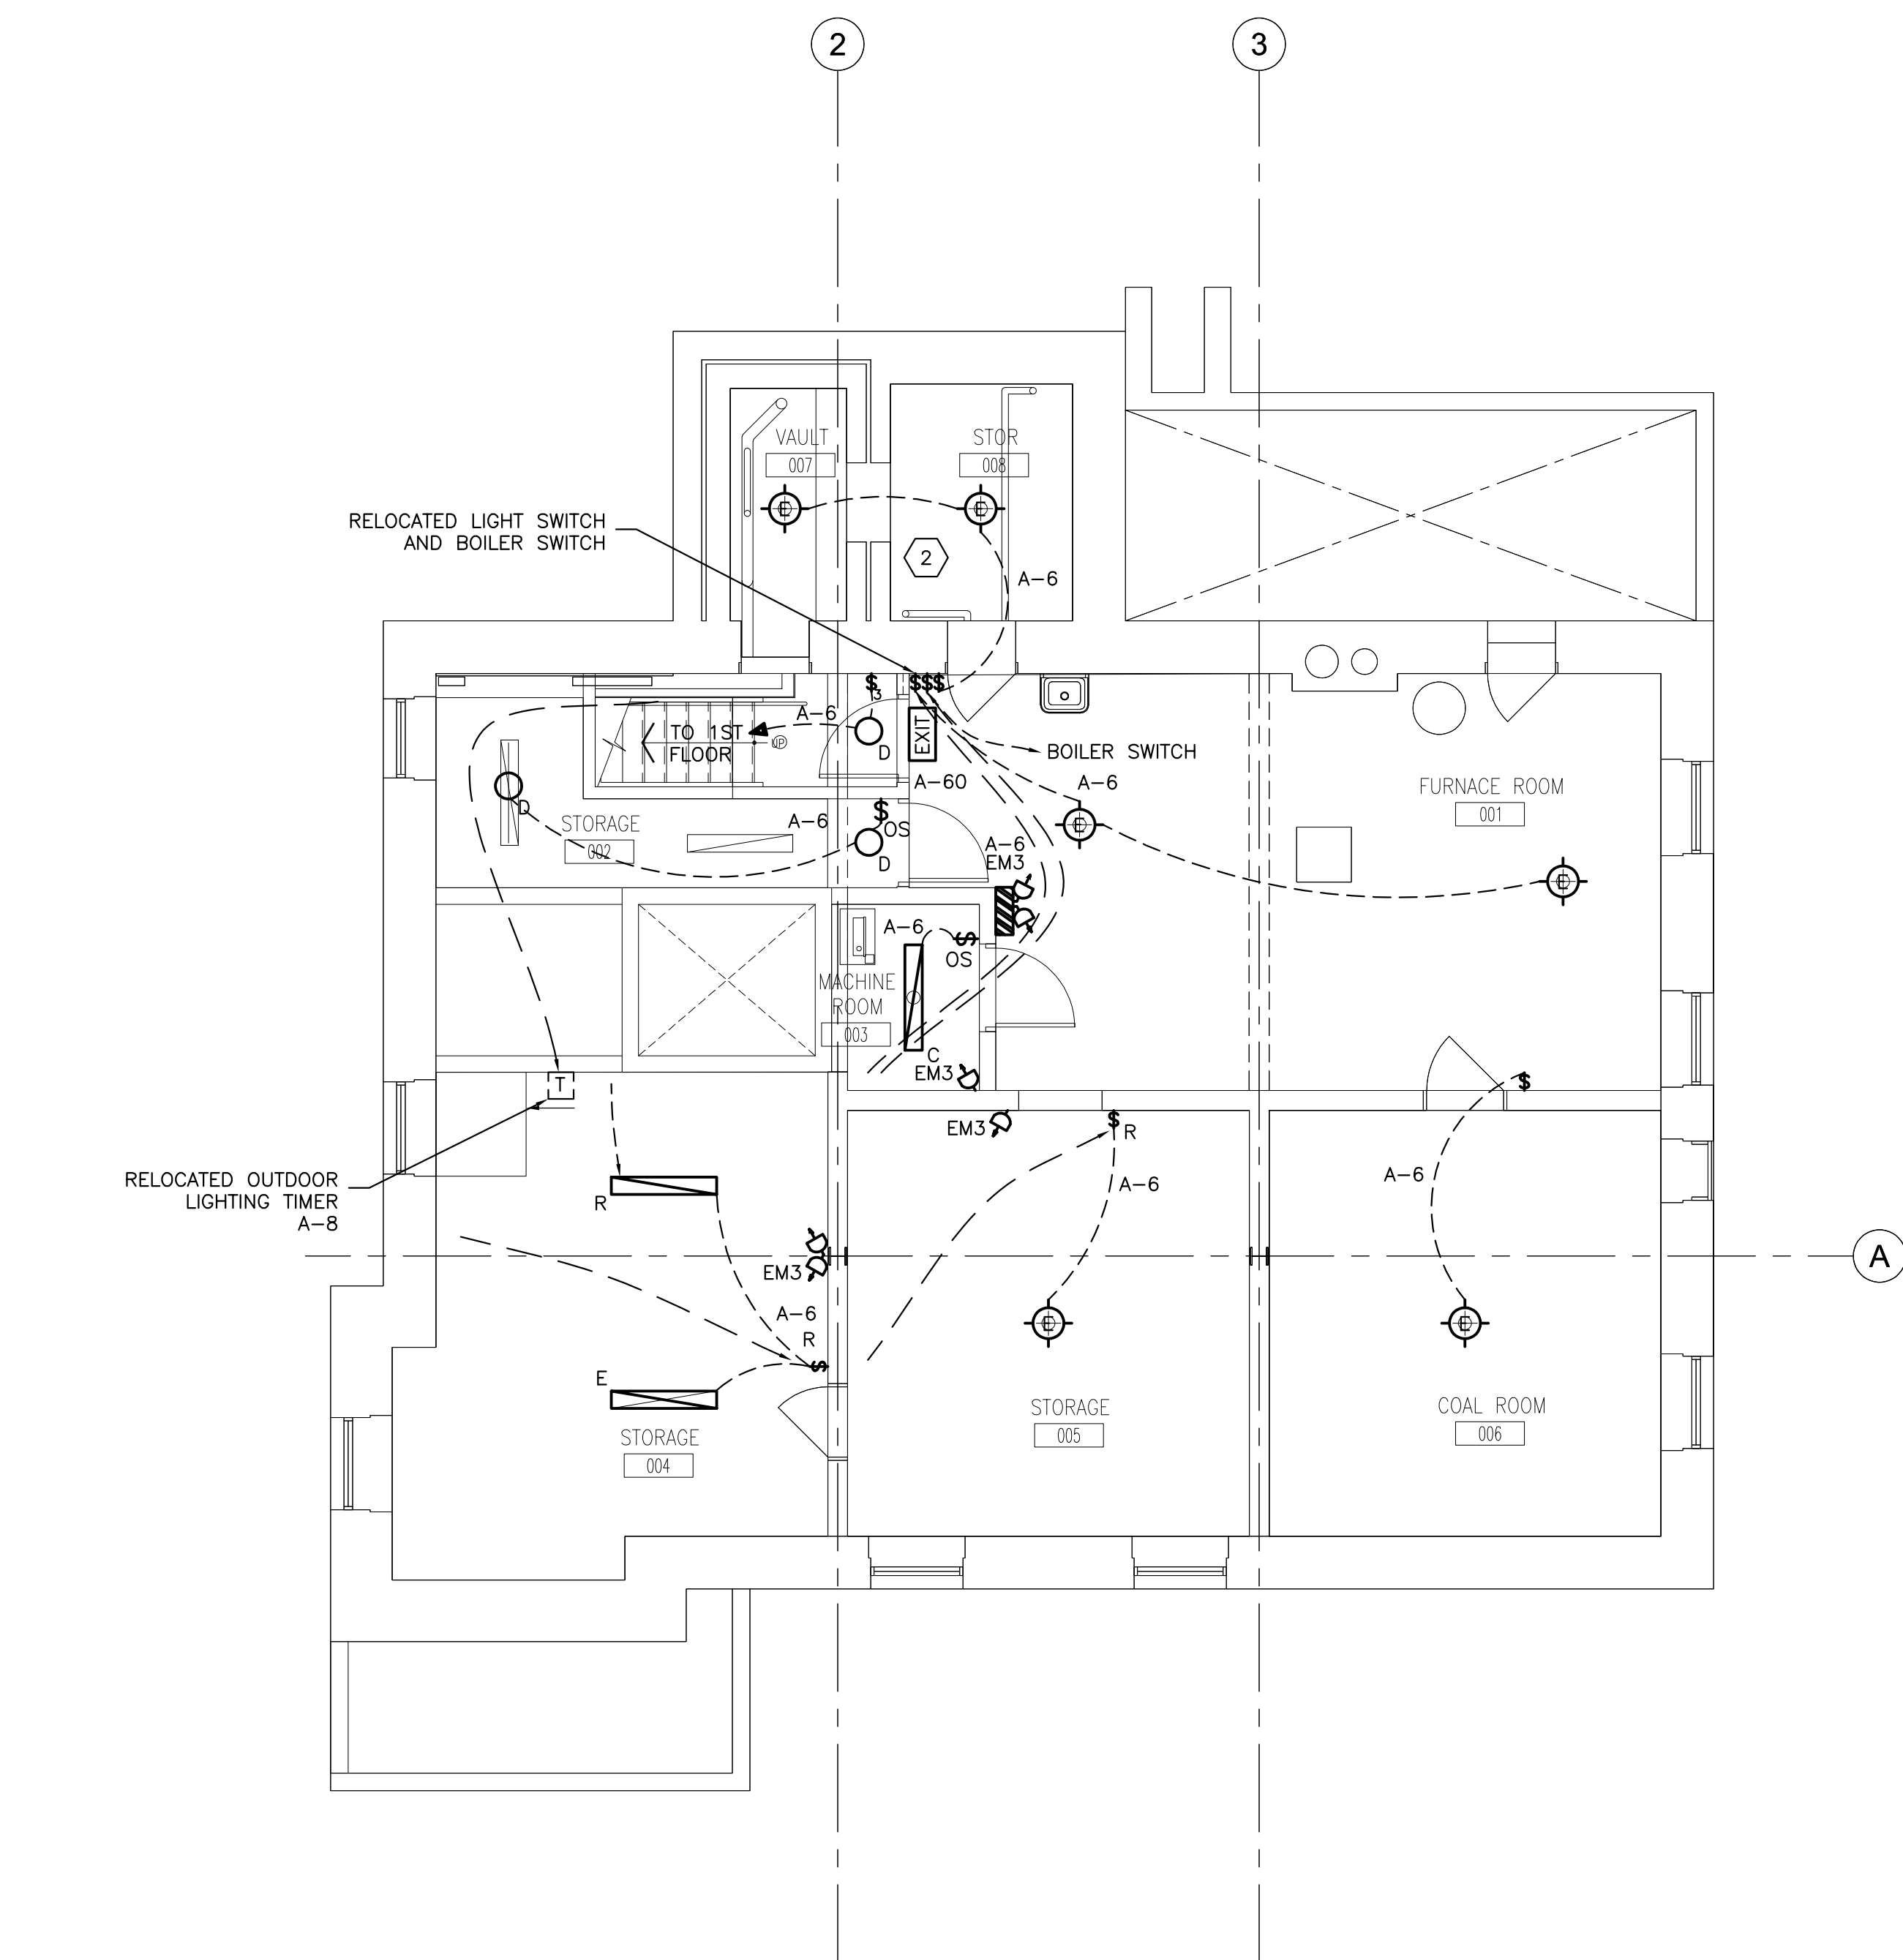 2
3
VAULT
007
STOR
008
E
E
RELOCATED LIGHT SWITCH
AND BOILER SWITCH
2
A-6
$
3
$ $ $
A-6
TO 1ST
FLOOR
UP
D
EXIT
BOILER SWITCH
A-60
A-6
FURNACE ROOM
001
D
STORAGE
002
A-6
$
OS
D
E
A-6
EM3
E
A-6
$
OS
MACHINE
ROOM
003
C
EM3
T
$
EM3
$
R
RELOCATED OUTDOOR
LIGHTING TIMER
A-8
R
A-6
A-6
EM3
A
A-6
R
$
E
E
E
STORAGE
004
STORAGE
005
COAL ROOM
006